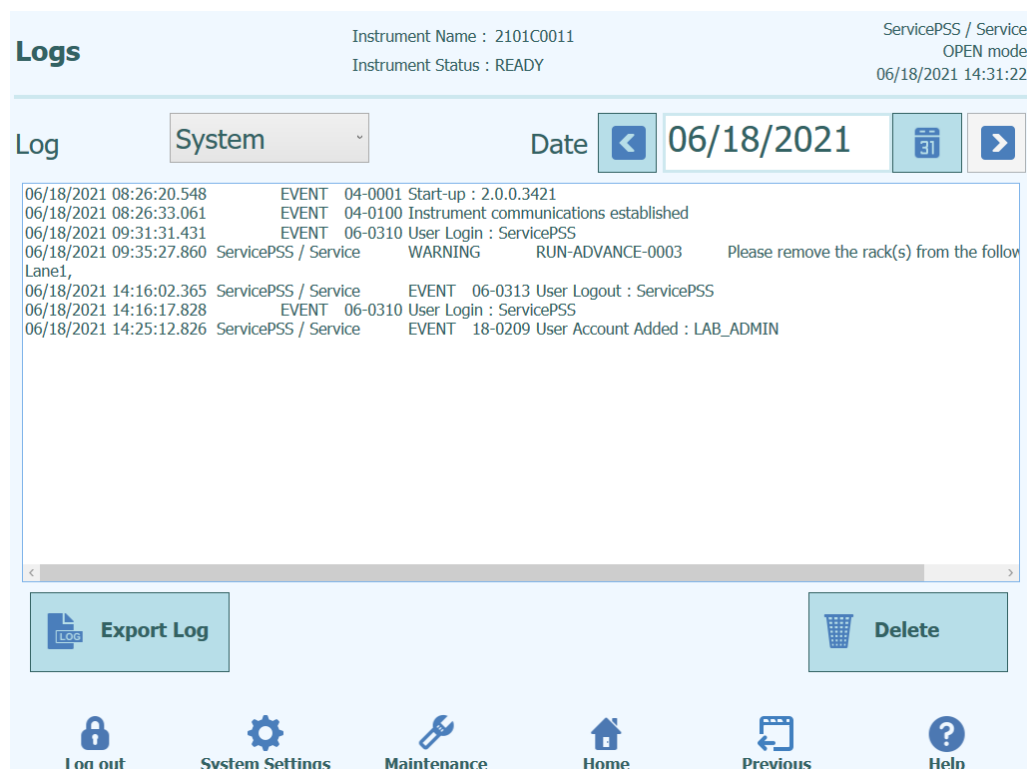 Logs
Instrument Name : 2101C0011
Instrument Status : READY
ServicePSS / Service
OPEN mode
06/18/2021 14:31:22
Log
System
Date
06/18/2021
31
06/18/2021 08:26:20.548 EVENT 04-0001 Start-up : 2.0.0.3421
06/18/2021 08:26:33.061 EVENT 04-0100 Instrument communications established
06/18/2021 09:31:31.431 EVENT 06-0310 User Login : ServicePSS
06/18/2021 09:35:27.860 ServicePSS / Service WARNING RUN-ADVANCE-0003 Please remove the rack(s) from the follow
Lane1,
06/18/2021 14:16:02.365 ServicePSS / Service EVENT 06-0313 User Logout : ServicePSS
06/18/2021 14:16:17.828 EVENT 06-0310 User Login : ServicePSS
06/18/2021 14:25:12.826 ServicePSS / Service EVENT 18-0209 User Account Added : LAB_ADMIN
LOG
Export Log
Delete
Log out
System Settings
Maintenance
Home
Previous
Help